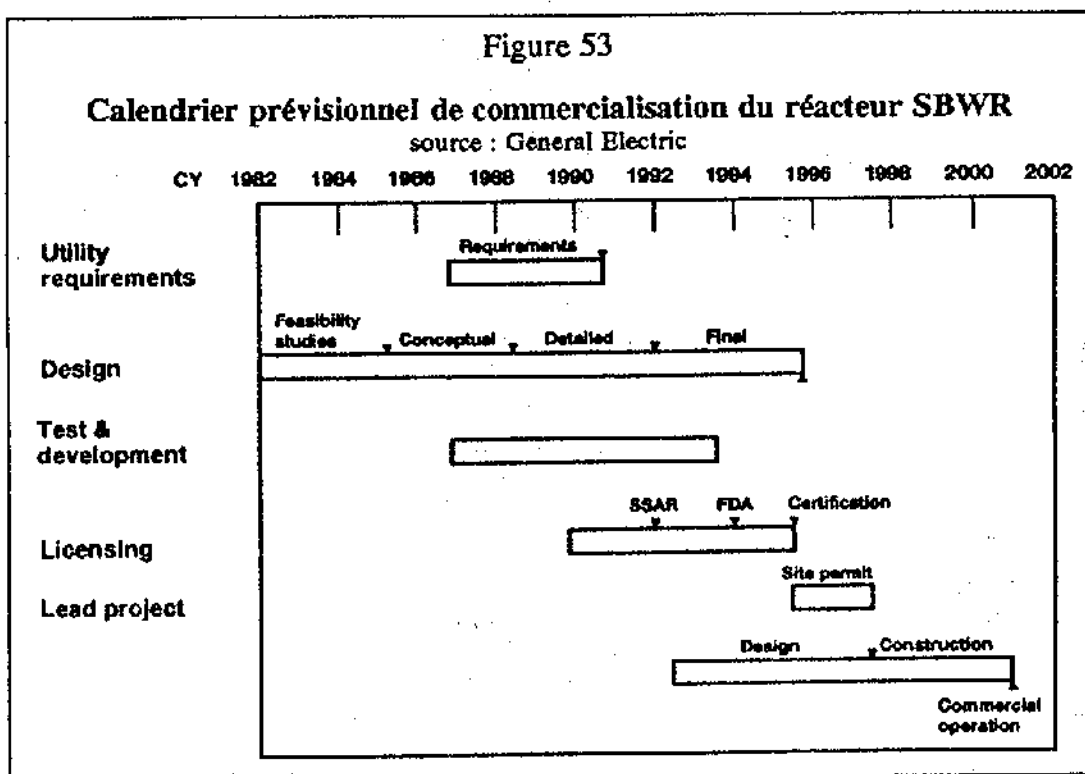 Figure 53
Calendrier prévisionnel de commercialisation du réacteur SBWR
source : General Electric
CY 1982 1984 1986 1988 1990 1992 1994 1996 1998 2000 2002
Utility
requirements
Requirements
Feasibility
studies
Conceptual
Detailed
Final
Design
Test &
development
SSAR
FDA
Certification
Licensing
Site permit
Lead project
Design
Construction
Commercial
operation